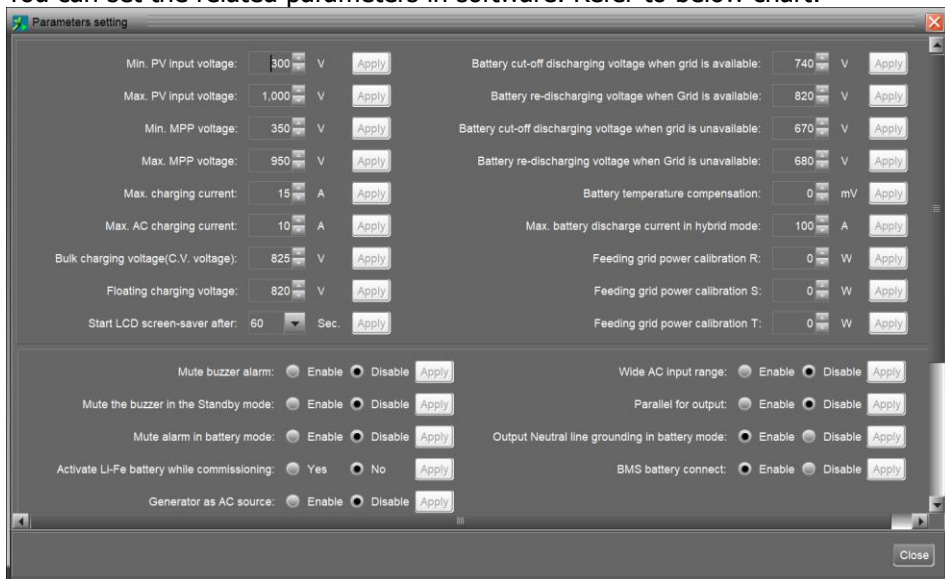 You can set the related parameters in software. Refer to below chart:
Parameters setting
Min. PV input voltage: 300 V Apply Battery cut-off discharging voltage when grid is available: 740 V Apply
Max. PV input voltage: 1,000 V Apply Battery re-discharging voltage when Grid is available: 820 V Apply
Min. MPP voltage: 350 V Apply Battery cut-off discharging voltage when grid is unavailable: 670 V Apply
Max. MPP voltage: 950 V Apply Battery re-discharging voltage when Grid is unavailable: 680 V Apply
Max. charging current: 15 A Apply Battery temperature compensation: 0 mV Apply
Max. AC charging current: 10 A Apply Max. battery discharge current in hybrid mode: 100 A Apply
Bulk charging voltage(C.V. voltage): 825 V Apply Feeding grid power calibration R: 0 W Apply
Floating charging voltage: 820 V Apply Feeding grid power calibration S: 0 W Apply
Start LCD screen-saver after: 60 Sec. Apply Feeding grid power calibration T: 0 W Apply
Mute buzzer alarm: Enable Disable Apply Wide AC input range: Enable Disable Apply
Mute the buzzer in the Standby mode: Enable Disable Apply Parallel for output: Enable Disable Apply
Mute alarm in battery mode: Enable Disable Apply Output Neutral line grounding in battery mode: Enable Disable Apply
Activate Li-Fe battery while commissioning: Yes No Apply BMS battery connect: Enable Disable Apply
Generator as AC source: Enable Disable Apply
Close